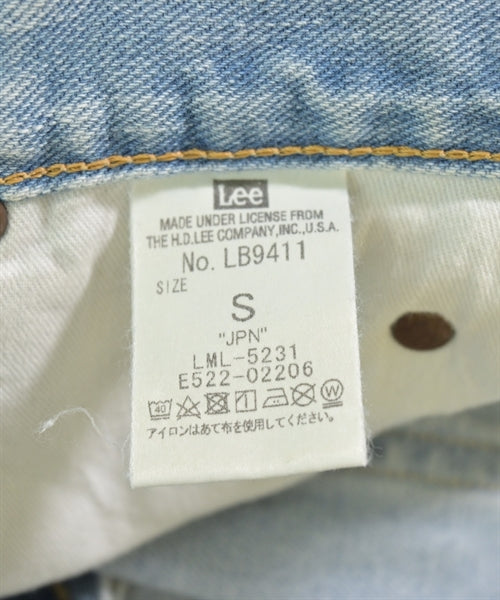 Lee
MADE UNDER LICENSE FROM
THE H.D.LEE COMPANY,INC.,U.S.A.
No. LB9411
SIZE
S
"JPN"
LML-5231
E522-02206
40 W
アイロンはあて布を使用してください。